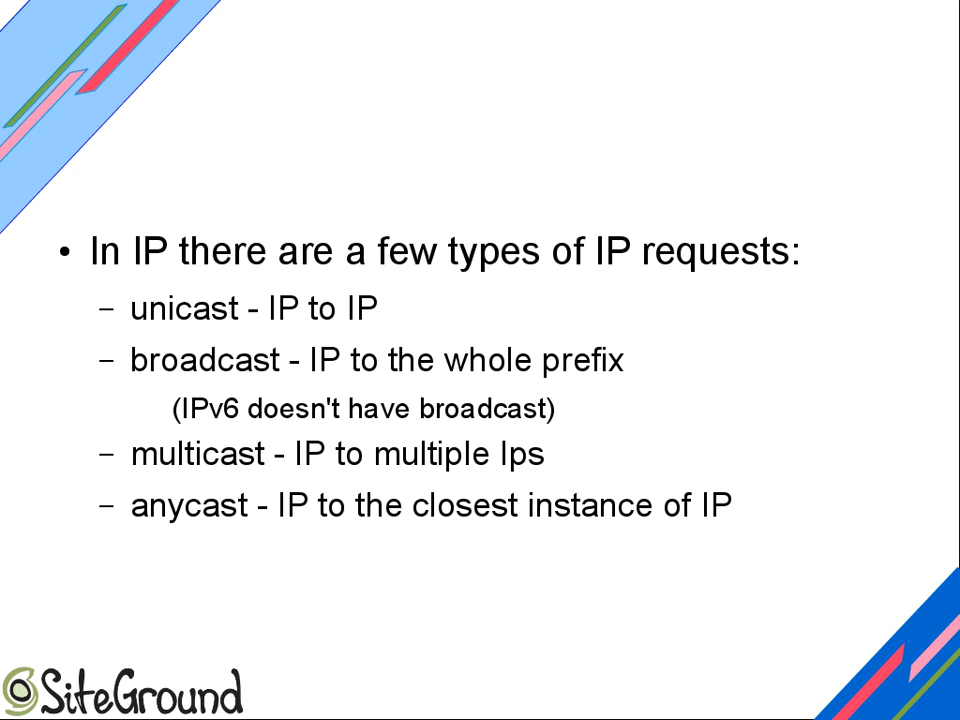 • In IP there are a few types of IP requests:
– unicast - IP to IP
– broadcast - IP to the whole prefix
(IPv6 doesn't have broadcast)
– multicast - IP to multiple Ips
– anycast - IP to the closest instance of IP
SiteGround